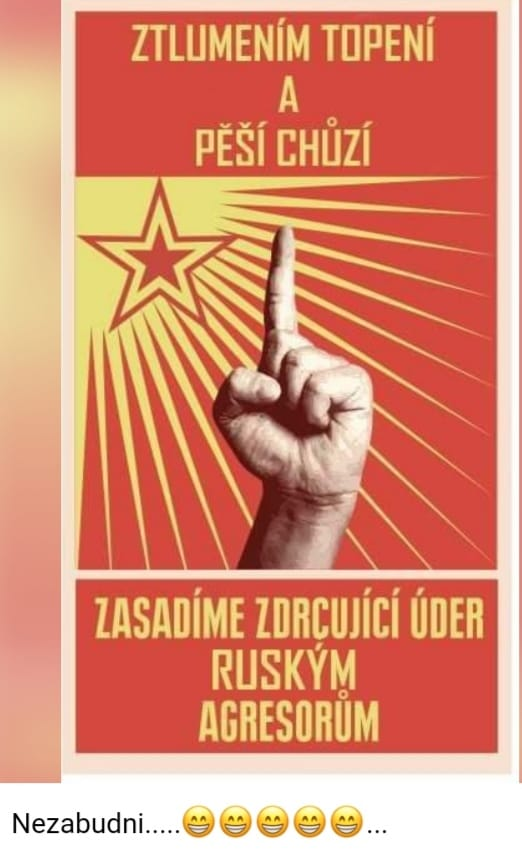 ZTLUMENÍM TOPENÍ
A
PĚŠÍ CHŮZÍ
ZASADÍME ZDRCUJÍCÍ ÚDER
RUSKÝM
AGRESORŮM
Nezabudni.....😁😁😁😁😁...